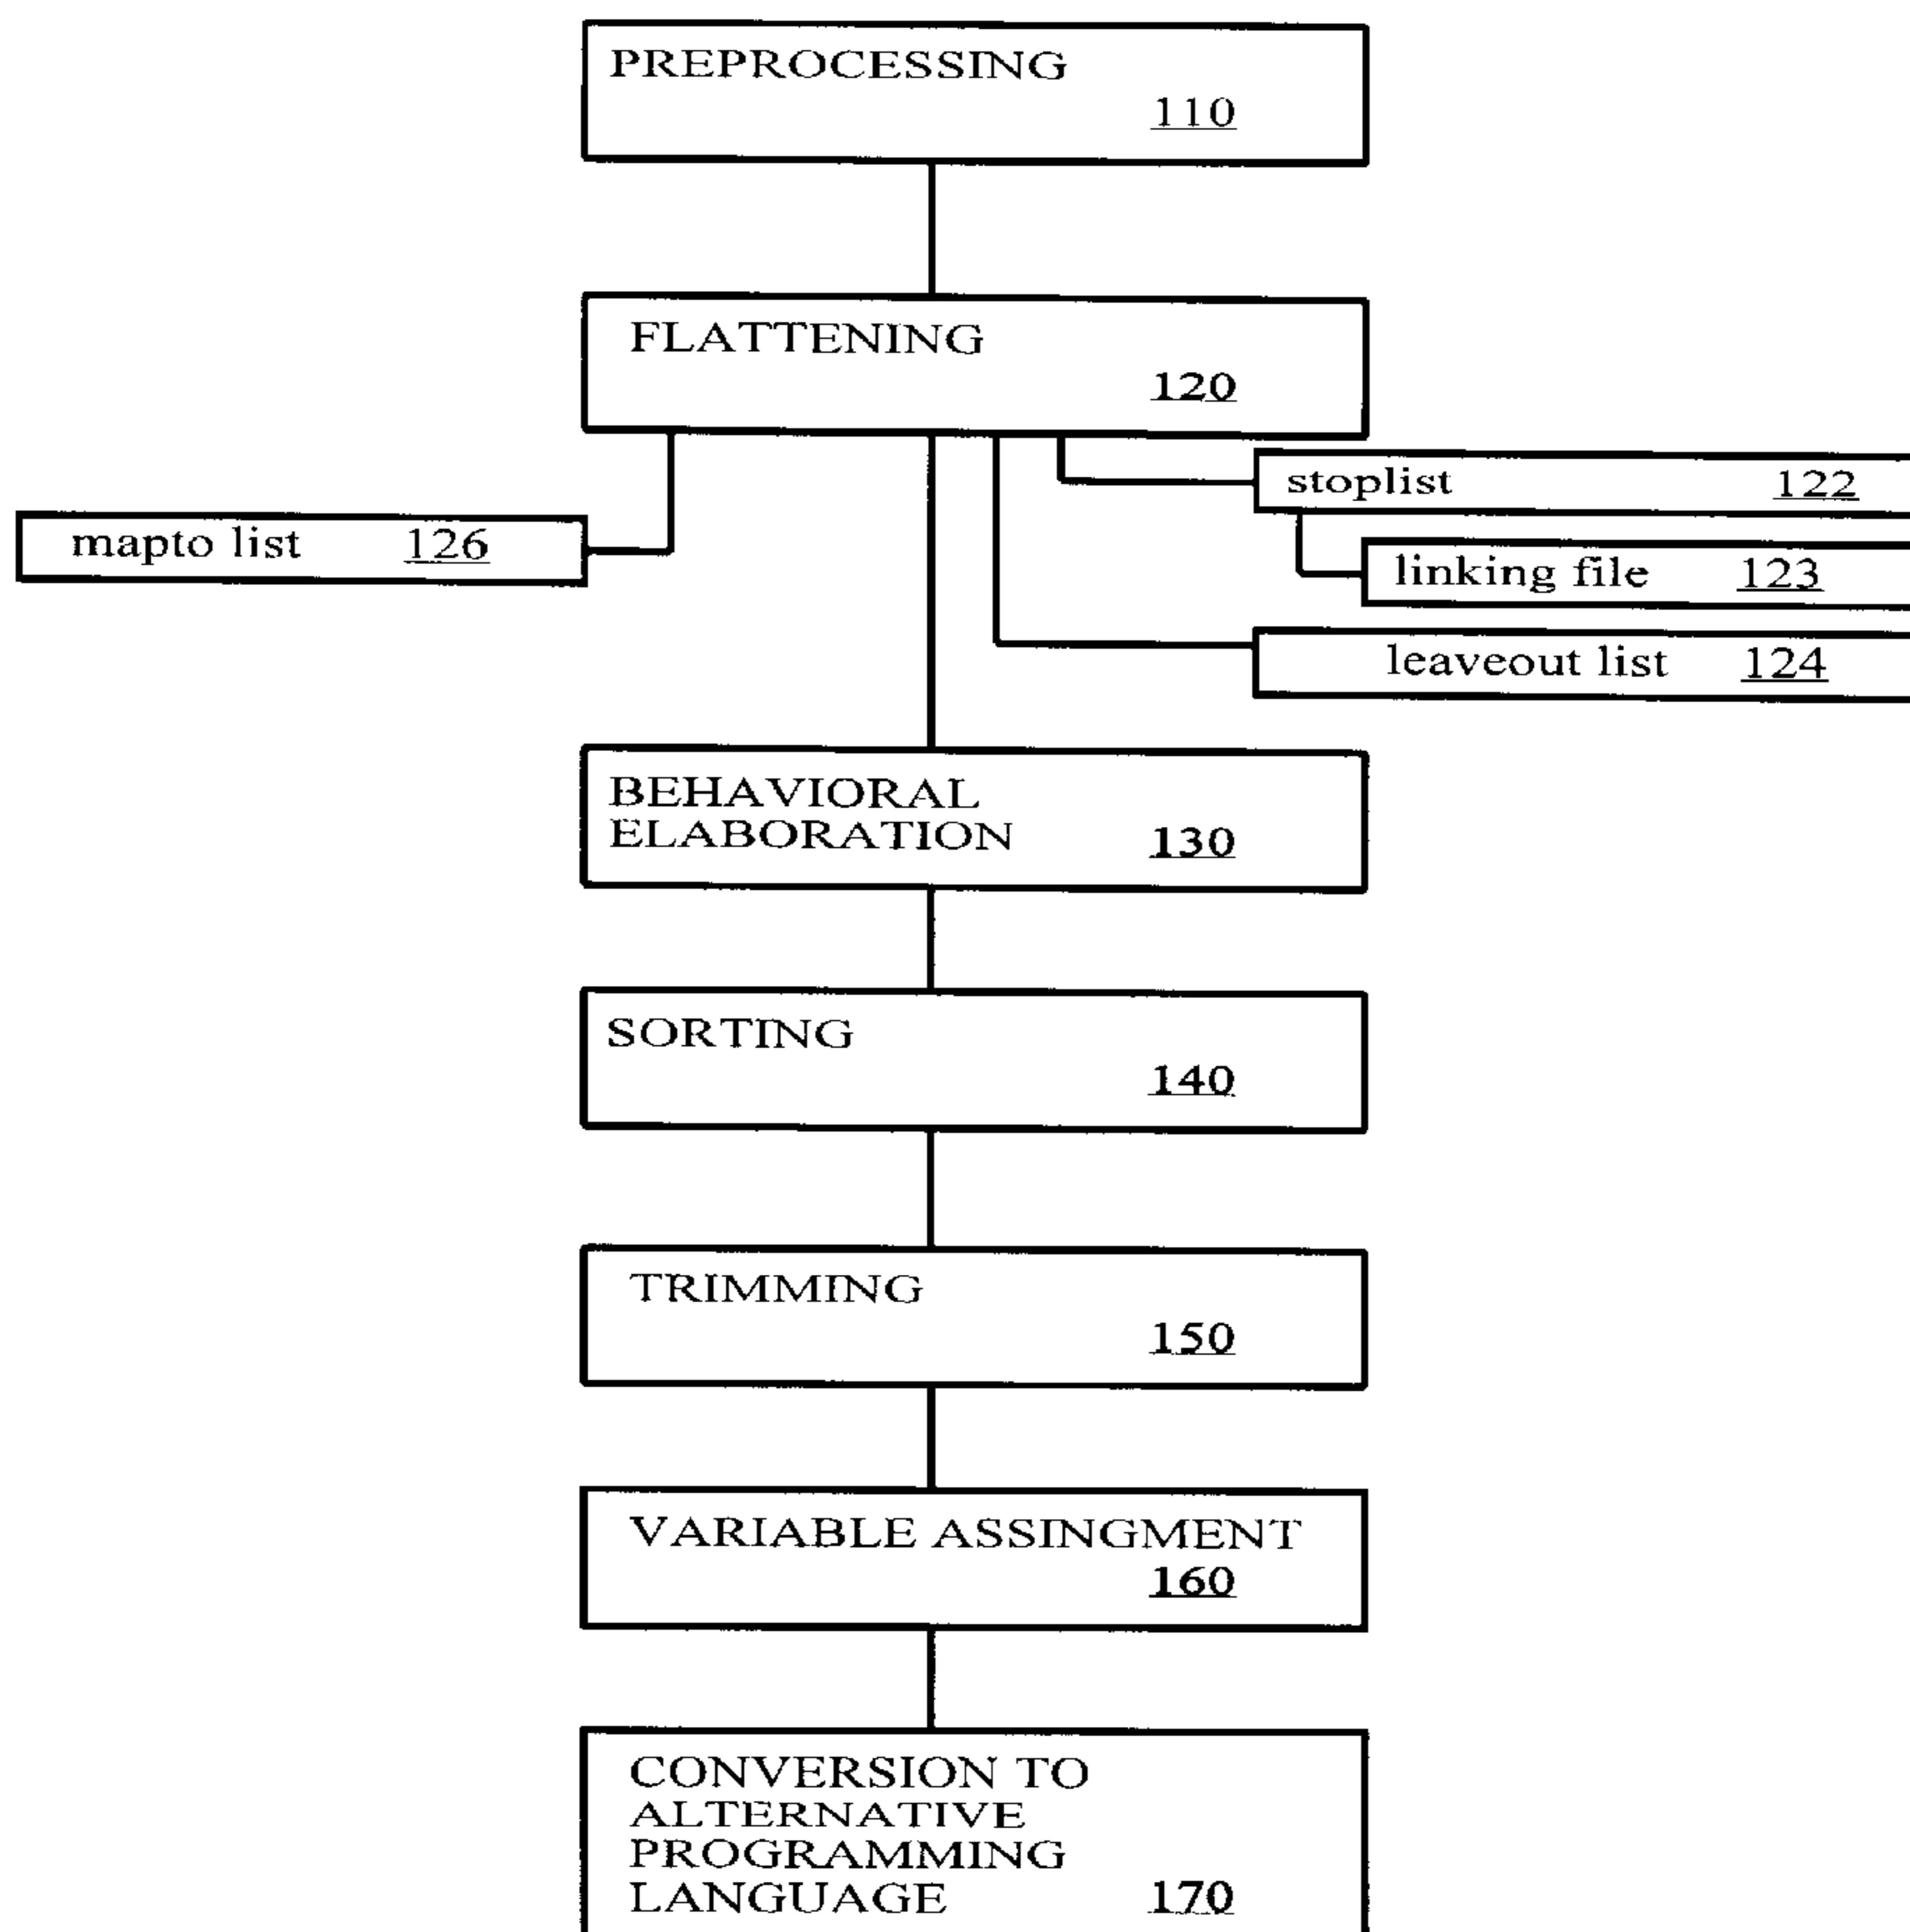 PREPROCESSING
110
FLATTENING
120
stoplist 122
mapto list 126
linking file 123
leaveout list 124
BEHAVIORAL
ELABORATION 130
SORTING
140
TRIMMING
150
VARIABLE ASSINGMENT
160
CONVERSION TO
ALTERNATIVE
PROGRAMMING
LANGUAGE 170